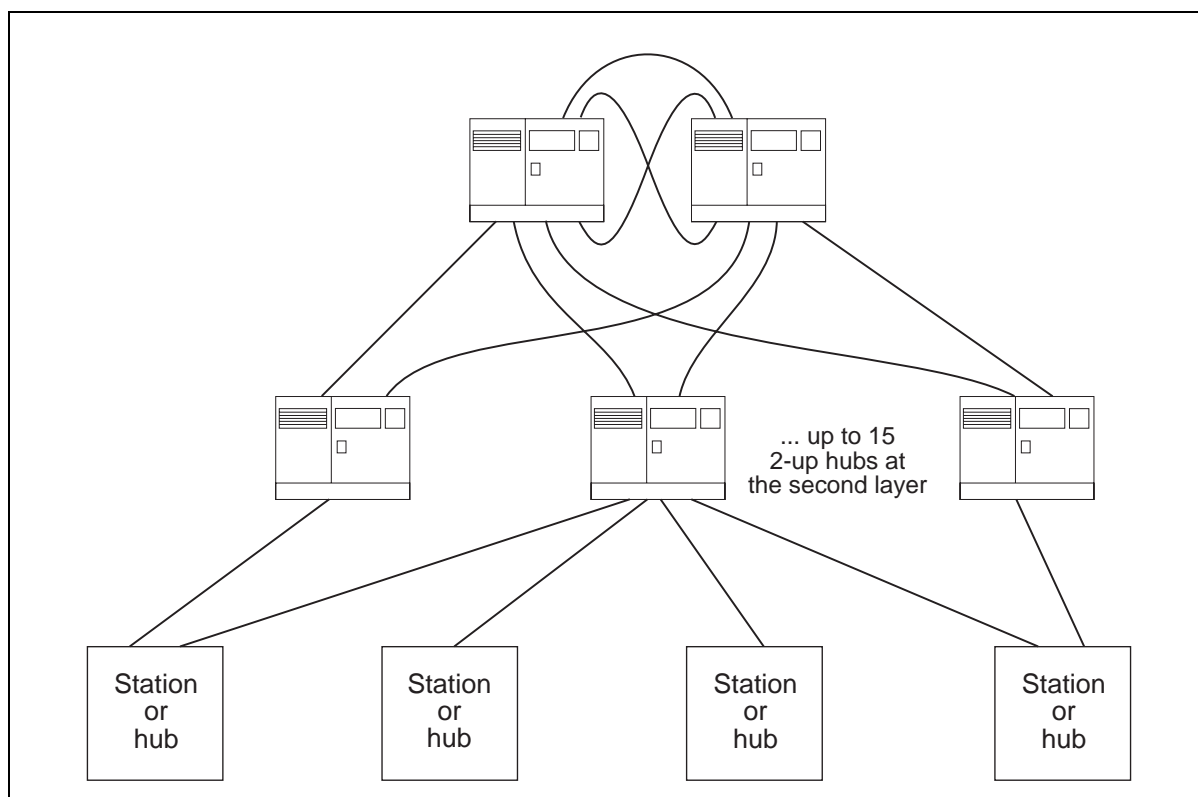 ... up to 15
2-up hubs at
the second layer
Station
or
hub
Station
or
hub
Station
or
hub
Station
or
hub